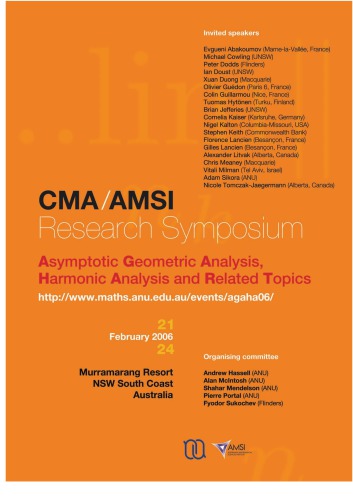 Invited speakers
Evgueni Abakoumov (Marne-la-Vallée, France)
Michael Cowling (UNSW)
Peter Dodds (Flinders)
Ian Doust (UNSW)
Xuan Duong (Macquarie)
Olivier Guédon (Paris 6, France)
Colin Guillarmou (Nice, France)
Tuomas Hytönen (Turku, Finland)
Brian Jefferies (UNSW)
Cornelia Kaiser (Karlsruhe, Germany)
Nigel Kalton (Columbia-Missouri, USA)
Stephen Keith (Commonwealth Bank)
Florence Lancien (Besançon, France)
Gilles Lancien (Besançon, France)
Alexander Litvak (Alberta, Canada)
Chris Meaney (Macquarie)
Vitali Milman (Tel Aviv, Israel)
Adam Sikora (ANU)
Nicole Tomczak-Jaegermann (Alberta, Canada)
CMA/AMSI
Research Symposium
Asymptotic Geometric Analysis,
Harmonic Analysis and Related Topics
http://www.maths.anu.edu.au/events/agaha06/
21
February 2006
24
Murramarang Resort
NSW South Coast
Australia
Organising committee
Andrew Hassell (ANU)
Alan McIntosh (ANU)
Shahar Mendelson (ANU)
Pierre Portal (ANU)
Fyodor Sukochev (Flinders)
AMSI